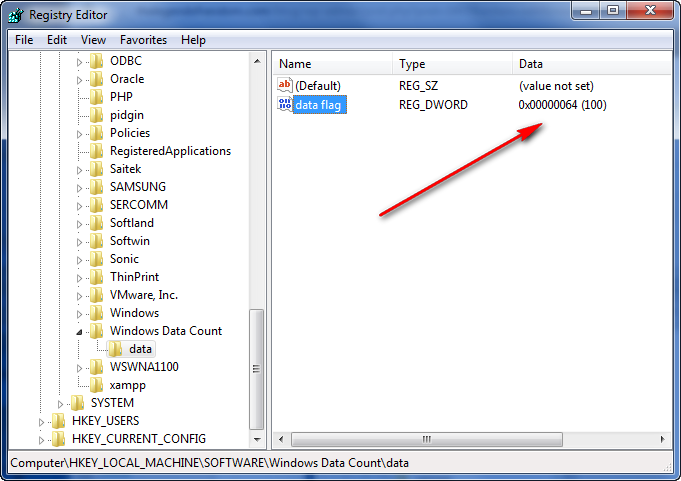 Registry Editor
File Edit View Favorites Help
ODBC
Oracle
PHP
pidgin
Policies
RegisteredApplications
Saitek
SAMSUNG
SERCOMM
Softland
Softwin
Sonic
ThinPrint
VMware, Inc.
Windows
Windows Data Count
data
WSWNA1100
xampp
SYSTEM
HKEY_USERS
HKEY_CURRENT_CONFIG
Name Type Data
ab (Default) REG_SZ (value not set)
data flag REG_DWORD 0x00000064 (100)
Computer\HKEY_LOCAL_MACHINE\SOFTWARE\Windows Data Count\data